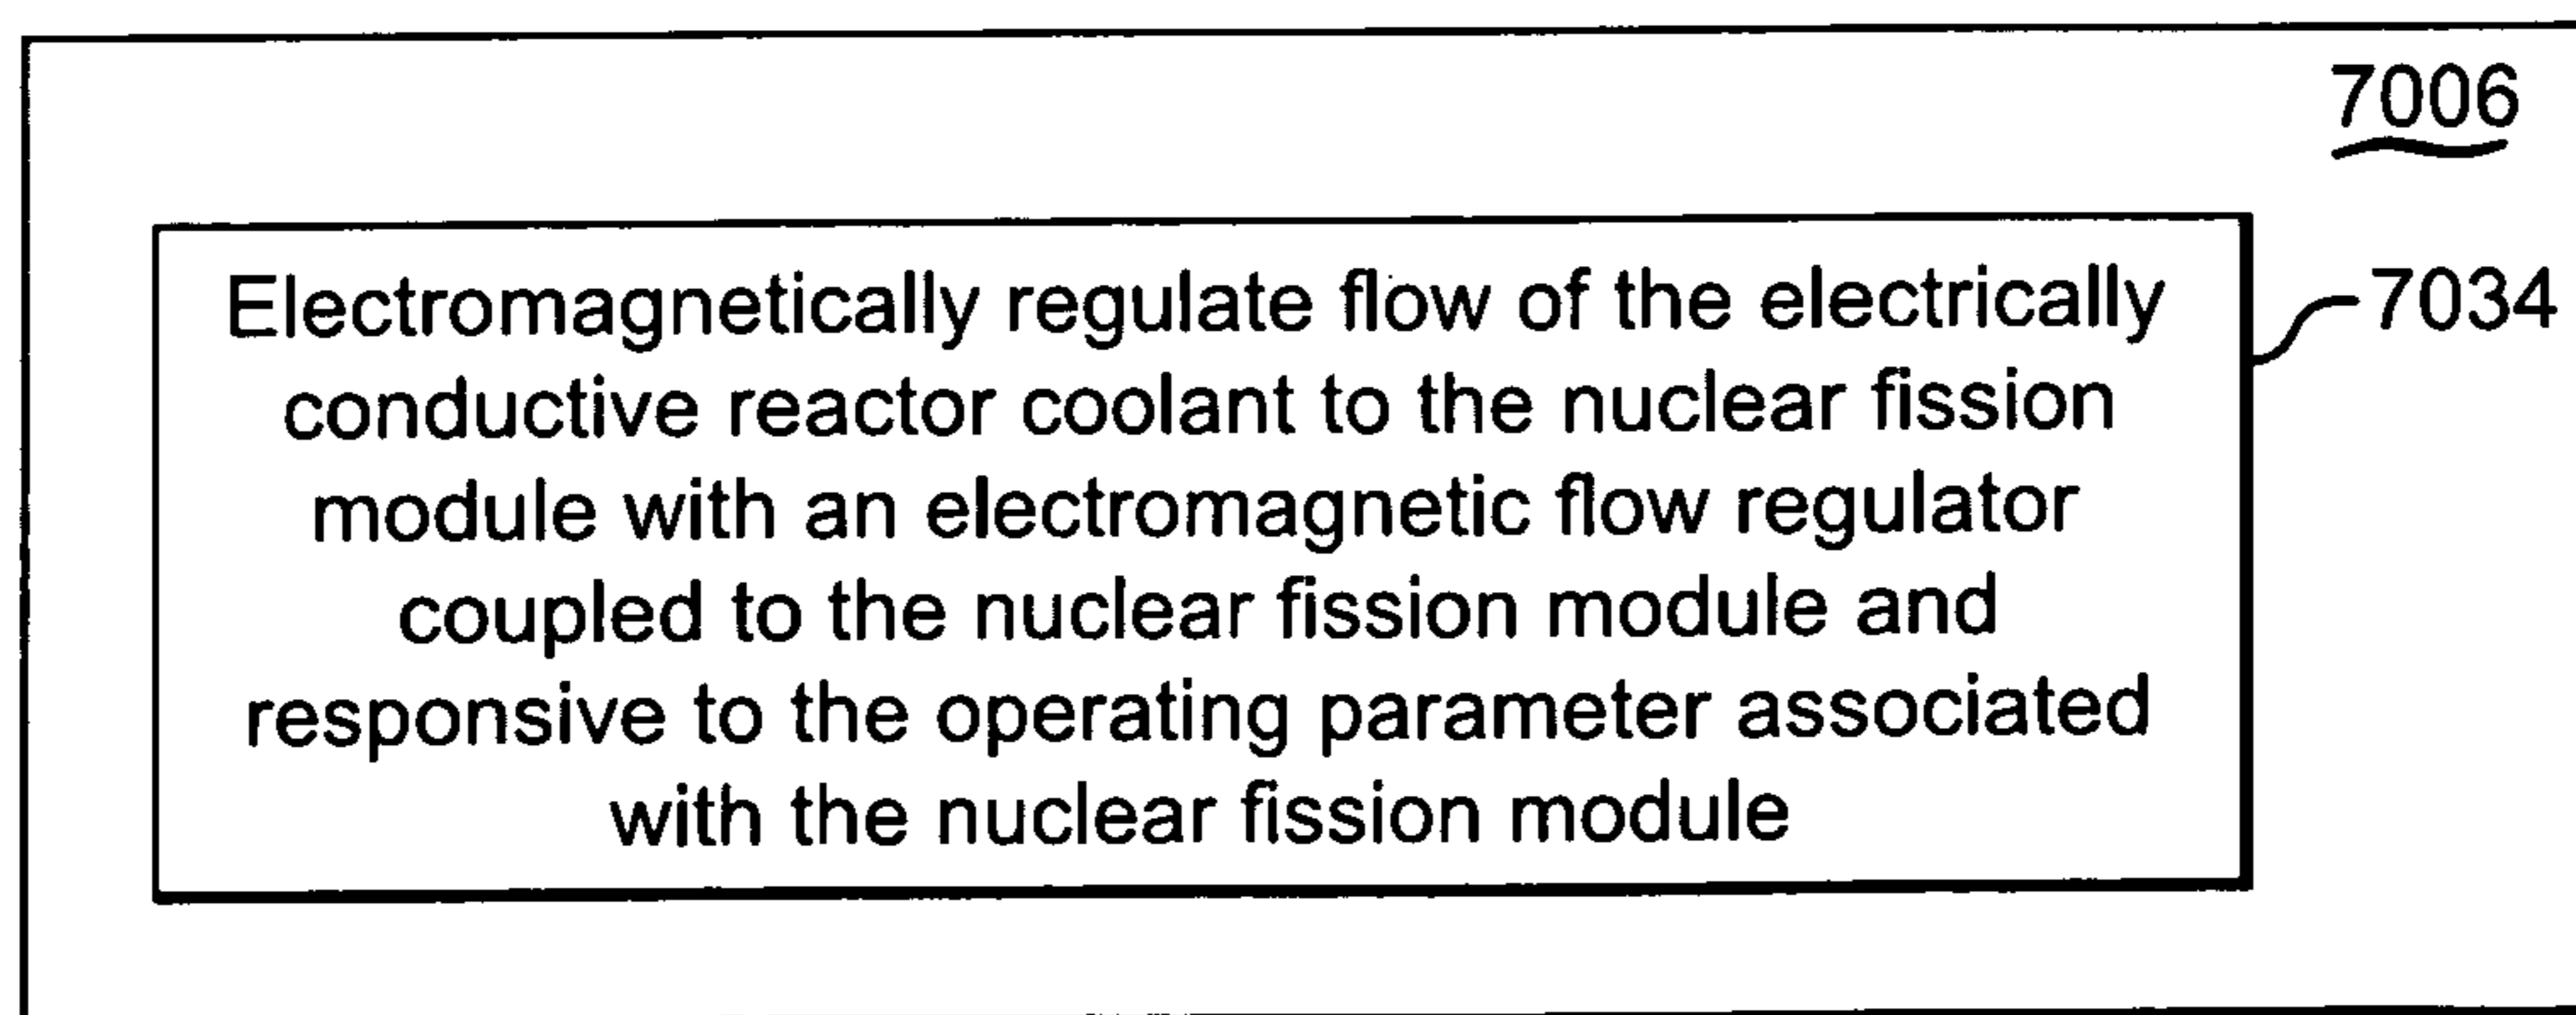 7006
Electromagnetically regulate flow of the electrically
7034
conductive reactor coolant to the nuclear fission
module with an electromagnetic flow regulator
coupled to the nuclear fission module and
responsive to the operating parameter associated
with the nuclear fission module